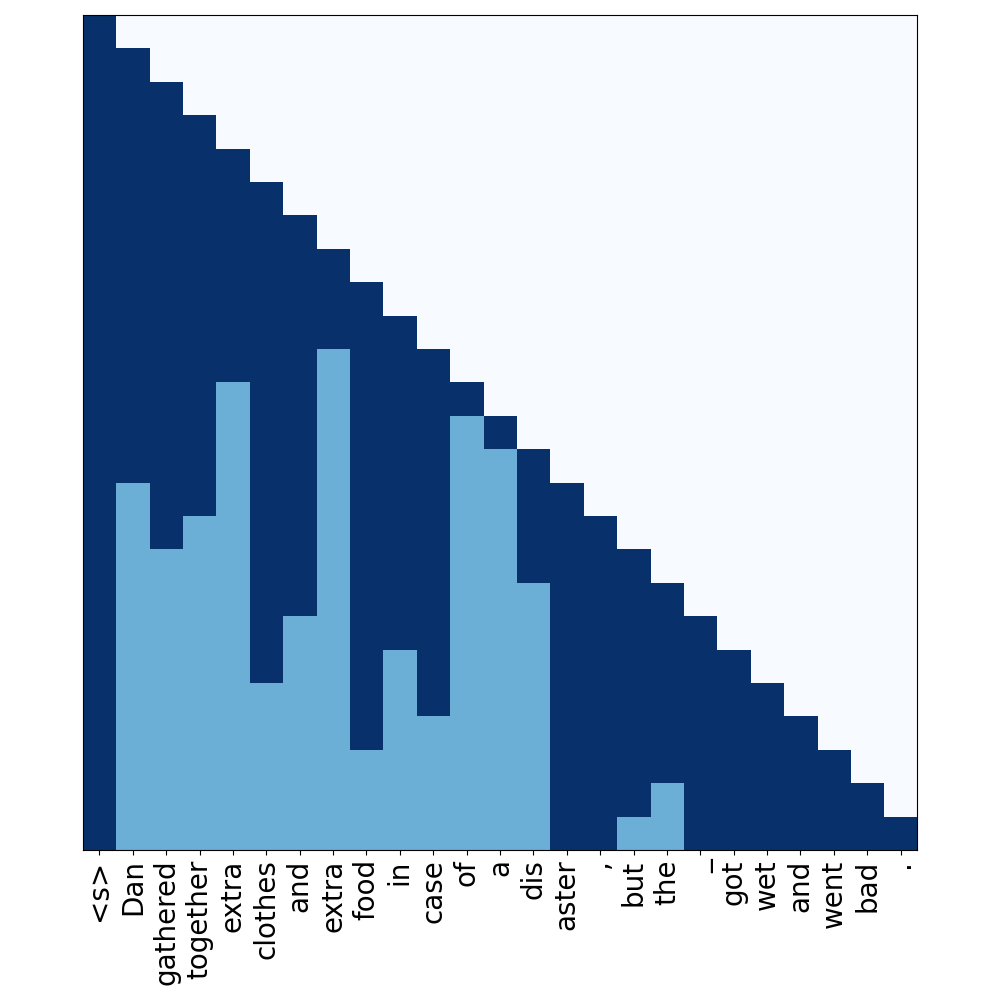 <s>
Dan
gathered
together
extra
clothes
and
extra
food
in
case
of
a
dis
aster
,
but
the
_
got
wet
and
went
bad
.